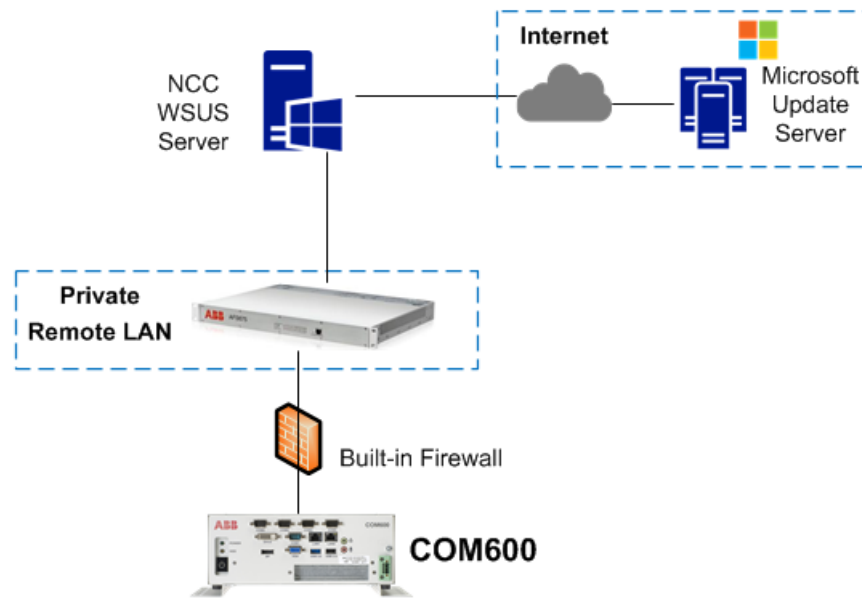 Internet
Microsoft
Update
Server
NCC
WSUS
Server
Private
Remote LAN
ABB
Built-in Firewall
ABB
COM600
COM600